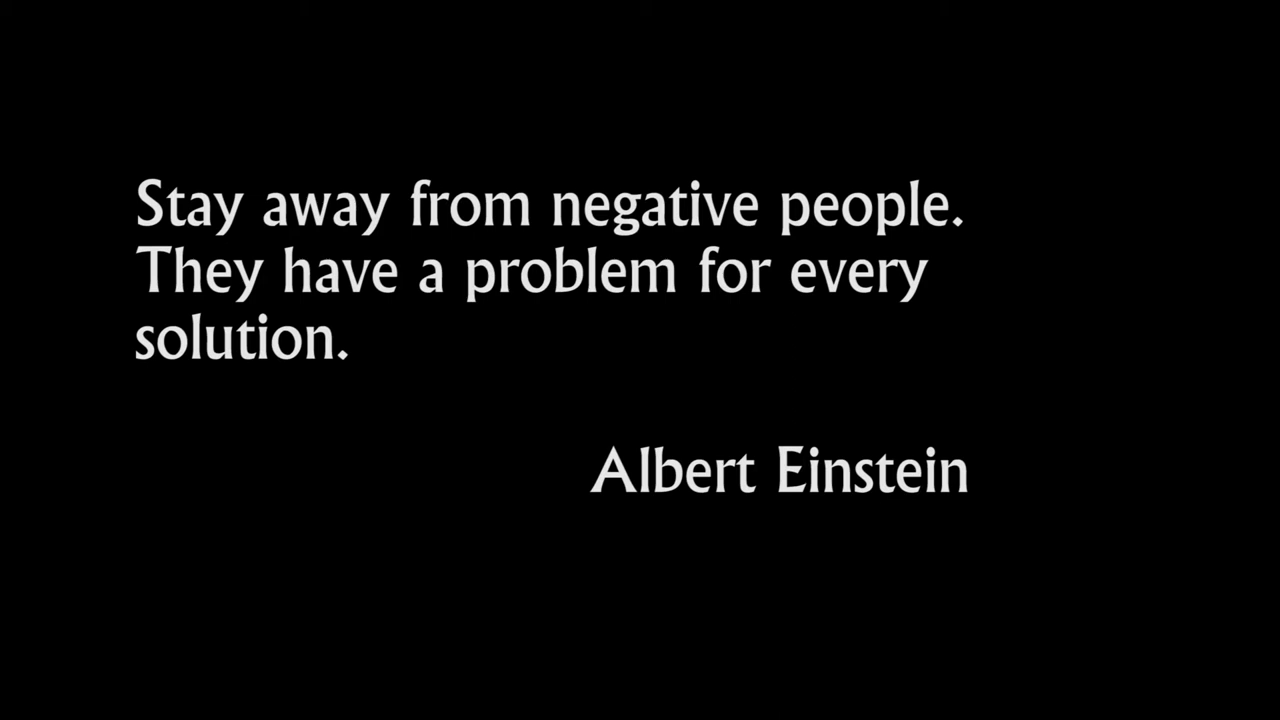 Stay away from negative people.
They have a problem for every
solution.
Albert Einstein